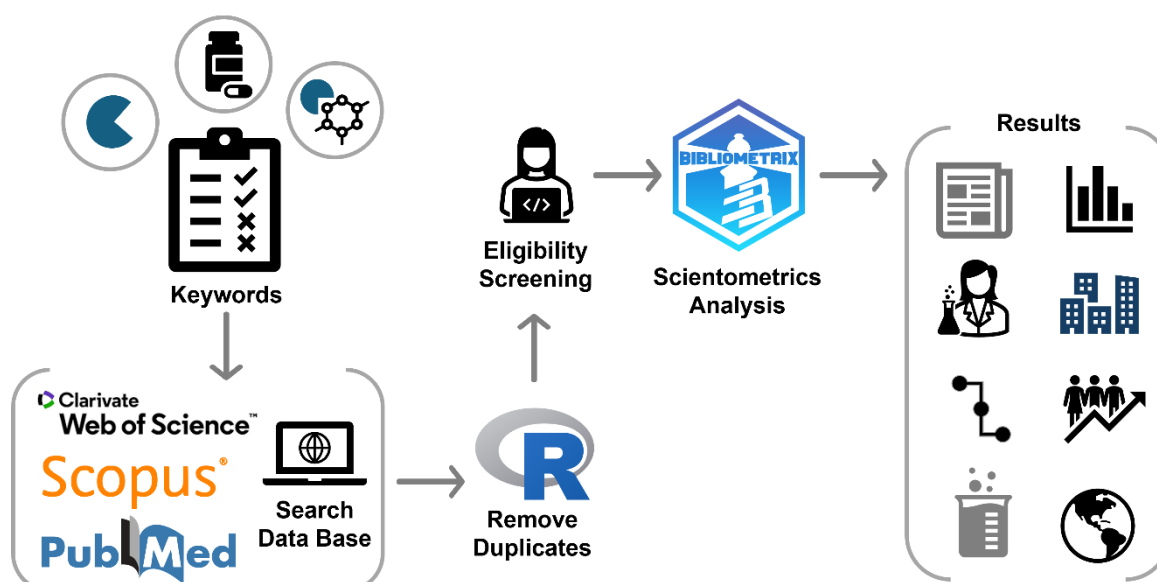 Keywords
Clarivate
Web of Science™
Scopus®
PubMed
Search
Data Base
R
Remove
Duplicates
</>
Eligibility
Screening
BIBLIOMETRIX
Scientometrics
Analysis
Results